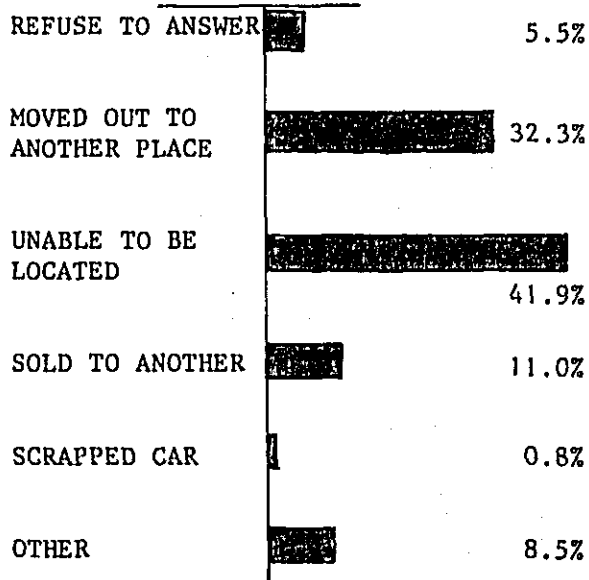 REFUSE TO ANSWER 5.5%
MOVED OUT TO
ANOTHER PLACE 32.3%
UNABLE TO BE
LOCATED
41.9%
SOLD TO ANOTHER 11.0%
SCRAPPED CAR 0.8%
OTHER 8.5%